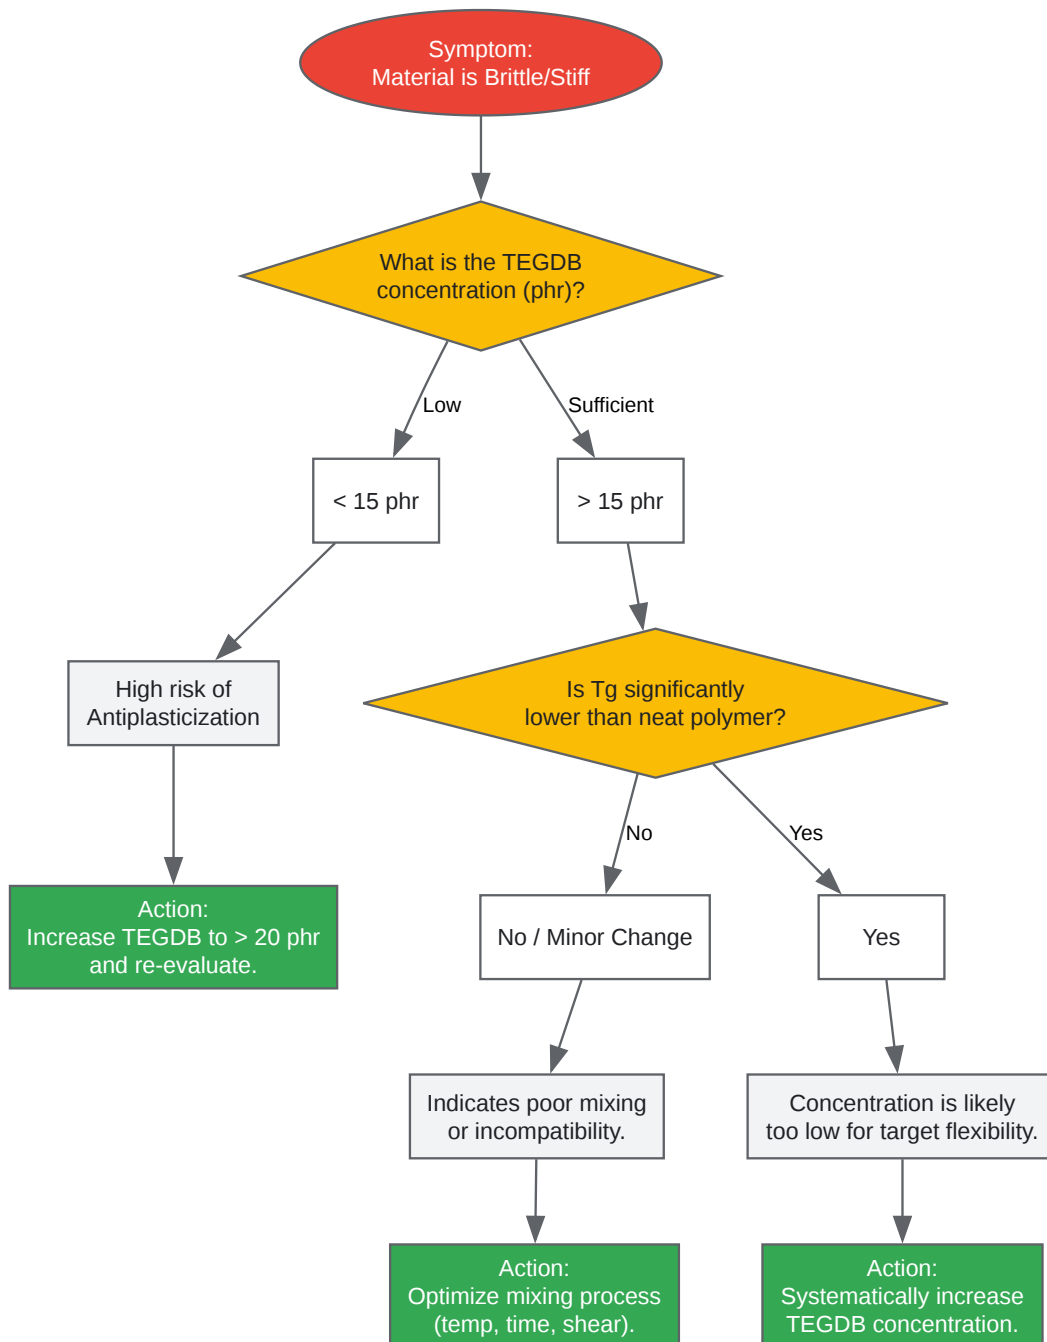 Symptom:
Material is Brittle/Stiff
What is the TEGDB
concentration (phr)?
Low
Sufficient
< 15 phr
> 15 phr
High risk of
Antiplasticization
Is Tg significantly
lower than neat polymer?
No
Yes
Action:
Increase TEGDB to > 20 phr
and re-evaluate.
No / Minor Change
Yes
Indicates poor mixing
or incompatibility.
Concentration is likely
too low for target flexibility.
Action:
Optimize mixing process
(temp, time, shear).
Action:
Systematically increase
TEGDB concentration.